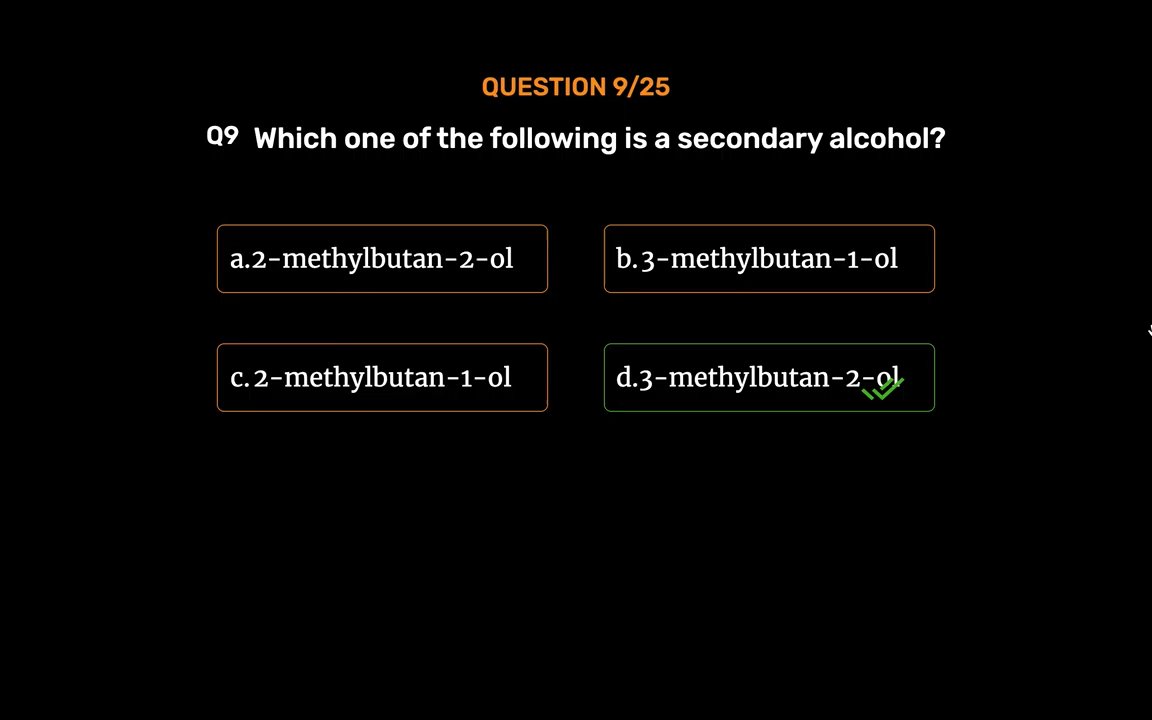 QUESTION 9/25
Q9 Which one of the following is a secondary alcohol?
a.2-methylbutan-2-ol
b.3-methylbutan-1-ol
c.2-methylbutan-1-ol
d.3-methylbutan-2-ol